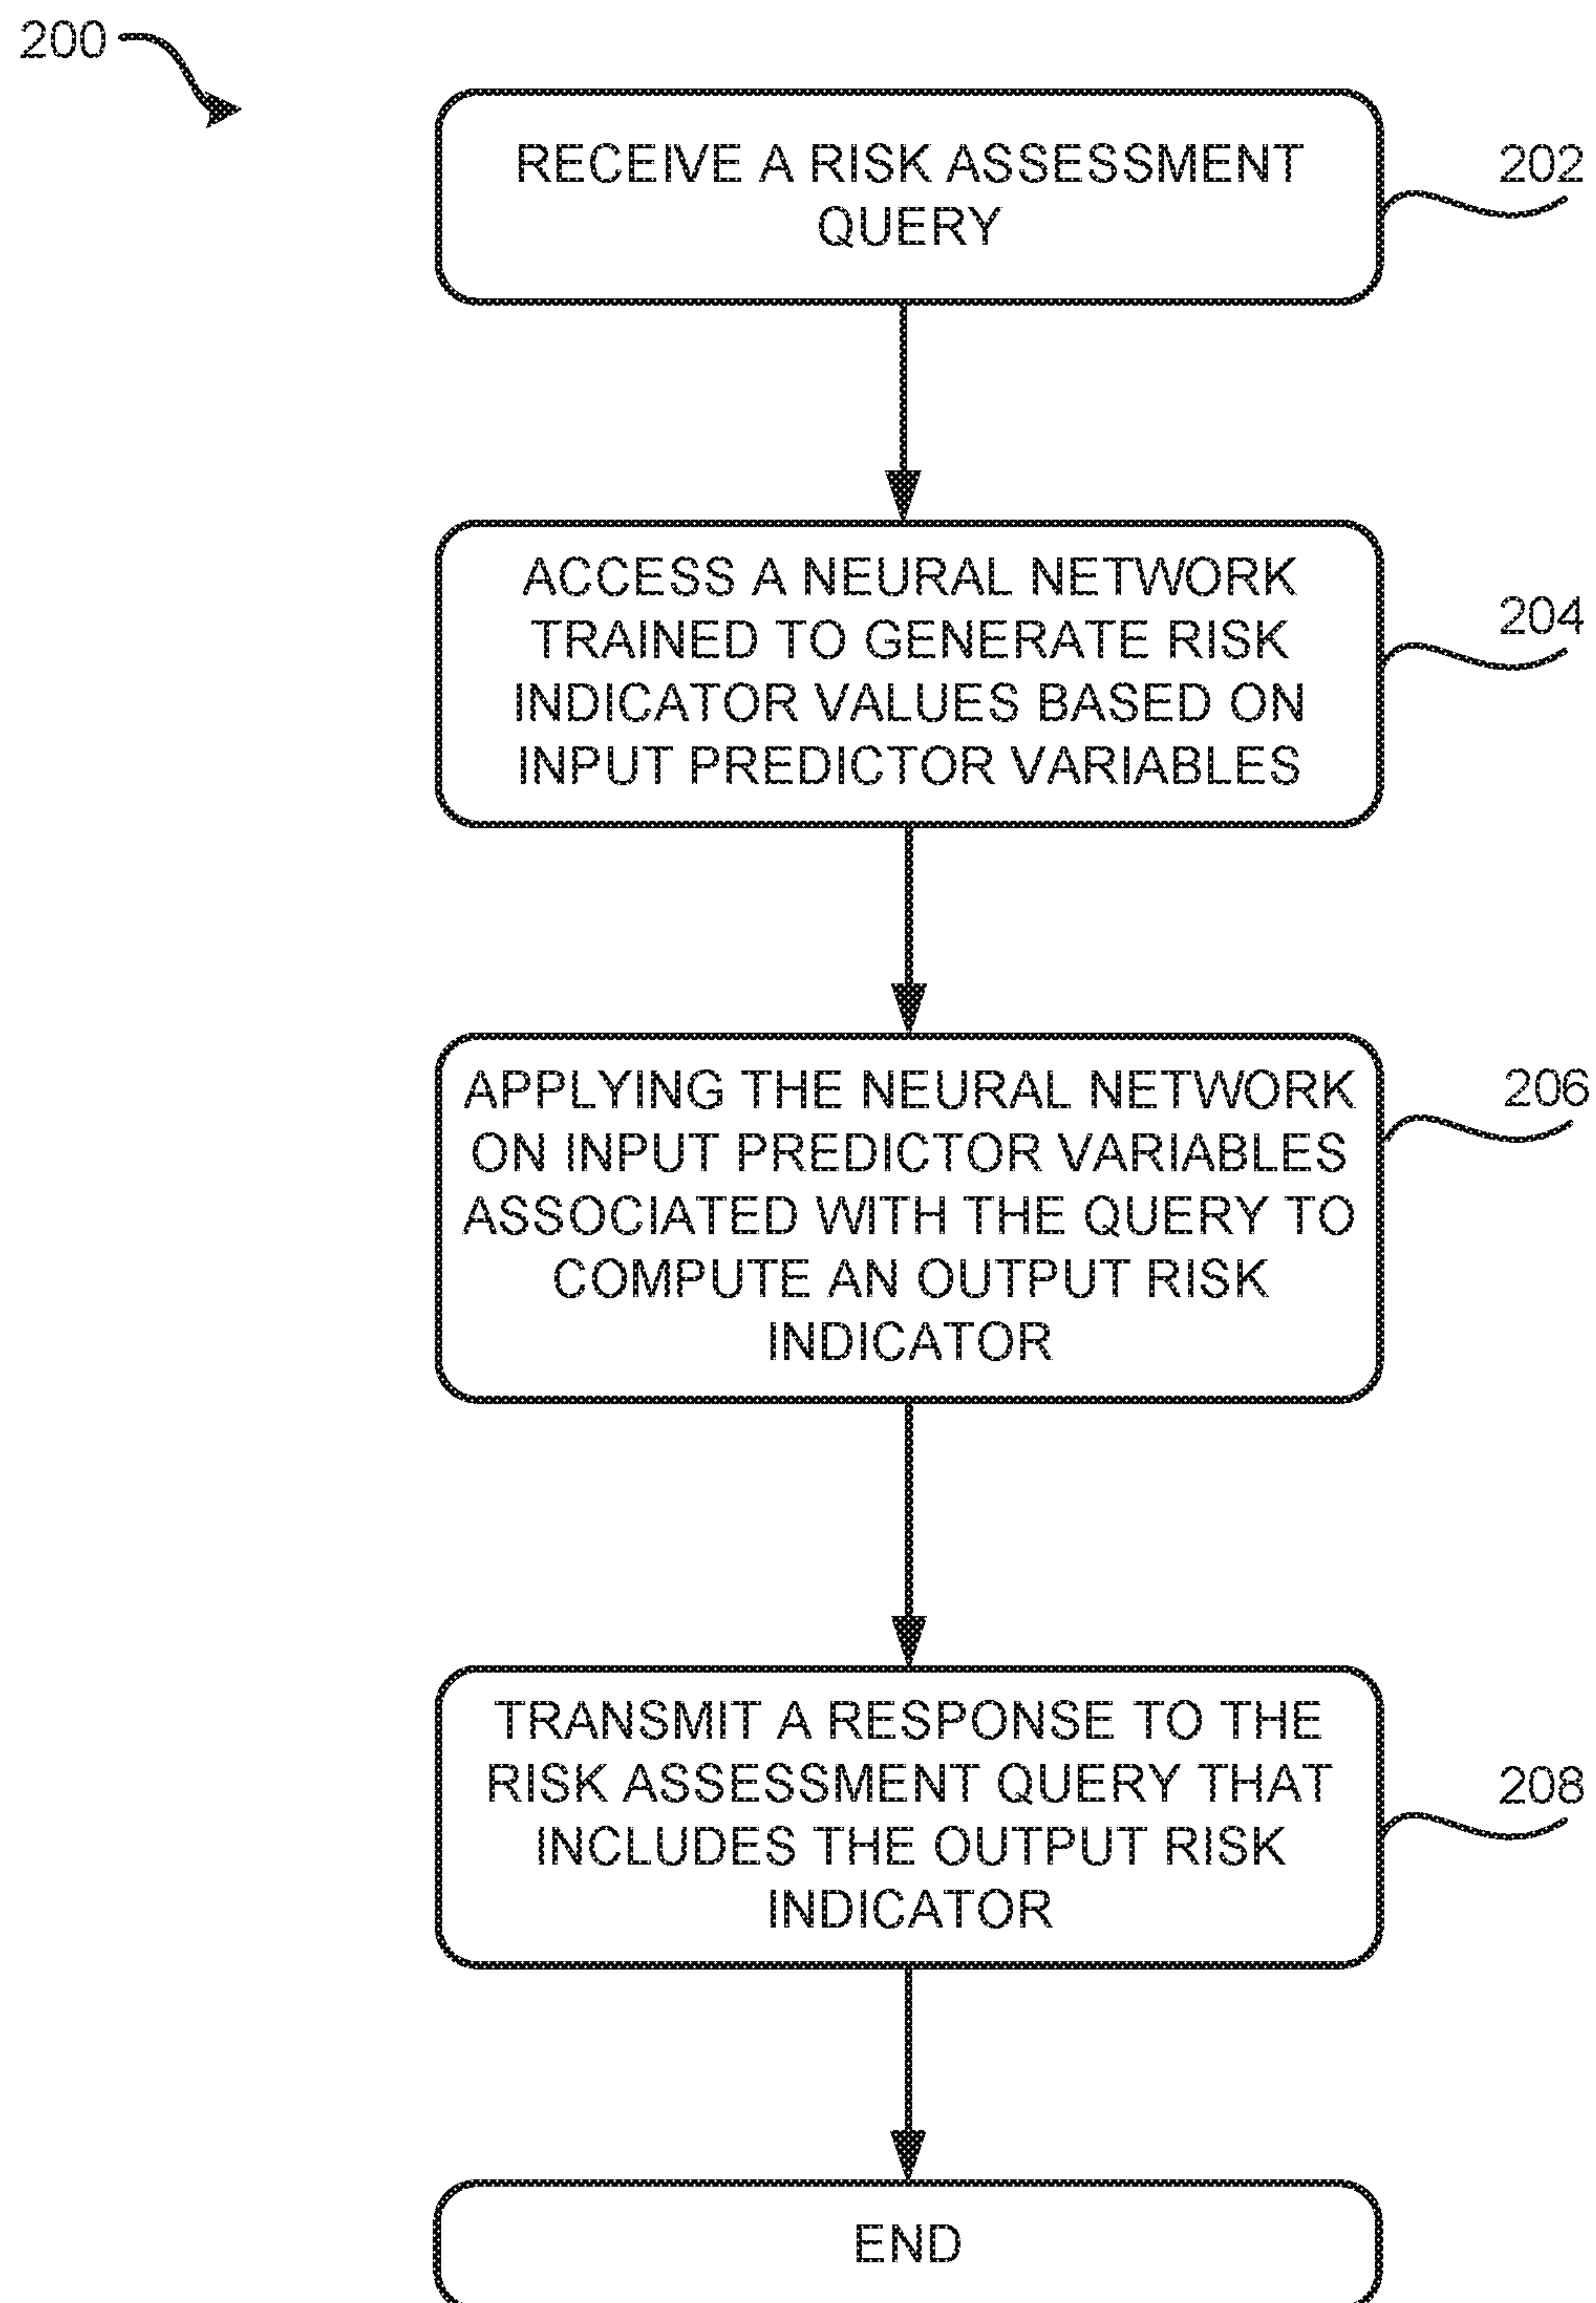 200
RECEIVE A RISK ASSESSMENT
QUERY
202
ACCESS A NEURAL NETWORK
TRAINED TO GENERATE RISK
INDICATOR VALUES BASED ON
INPUT PREDICTOR VARIABLES
204
APPLYING THE NEURAL NETWORK
ON INPUT PREDICTOR VARIABLES
ASSOCIATED WITH THE QUERY TO
COMPUTE AN OUTPUT RISK
INDICATOR
206
TRANSMIT A RESPONSE TO THE
RISK ASSESSMENT QUERY THAT
INCLUDES THE OUTPUT RISK
INDICATOR
208
END